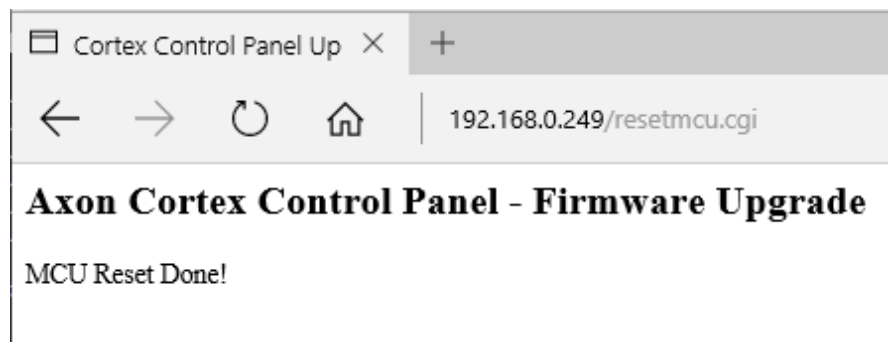 Cortex Control Panel Up
192.168.0.249/resetmcu.cgi
Axon Cortex Control Panel - Firmware Upgrade
MCU Reset Done!